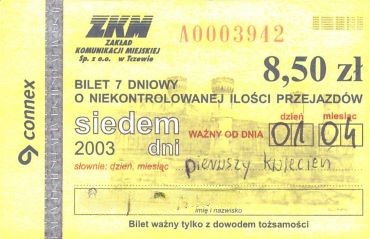 ZKM
ZAKŁAD
KOMUNIKACJI MIEJSKIEJ
Sp. z o.o. w Tczewie
A0003942
8,50 zł
BILET 7 DNIOWY
O NIEKONTROLOWANEJ ILOŚCI PRZEJAZDÓW
connex
siedem
dni
2003
dzień miesiąc
WAŻNY OD DNIA 01 04
słownie: dzień, miesiąc pierwszy kwiecień
imię i nazwisko
Bilet ważny tylko z dowodem tożsamości